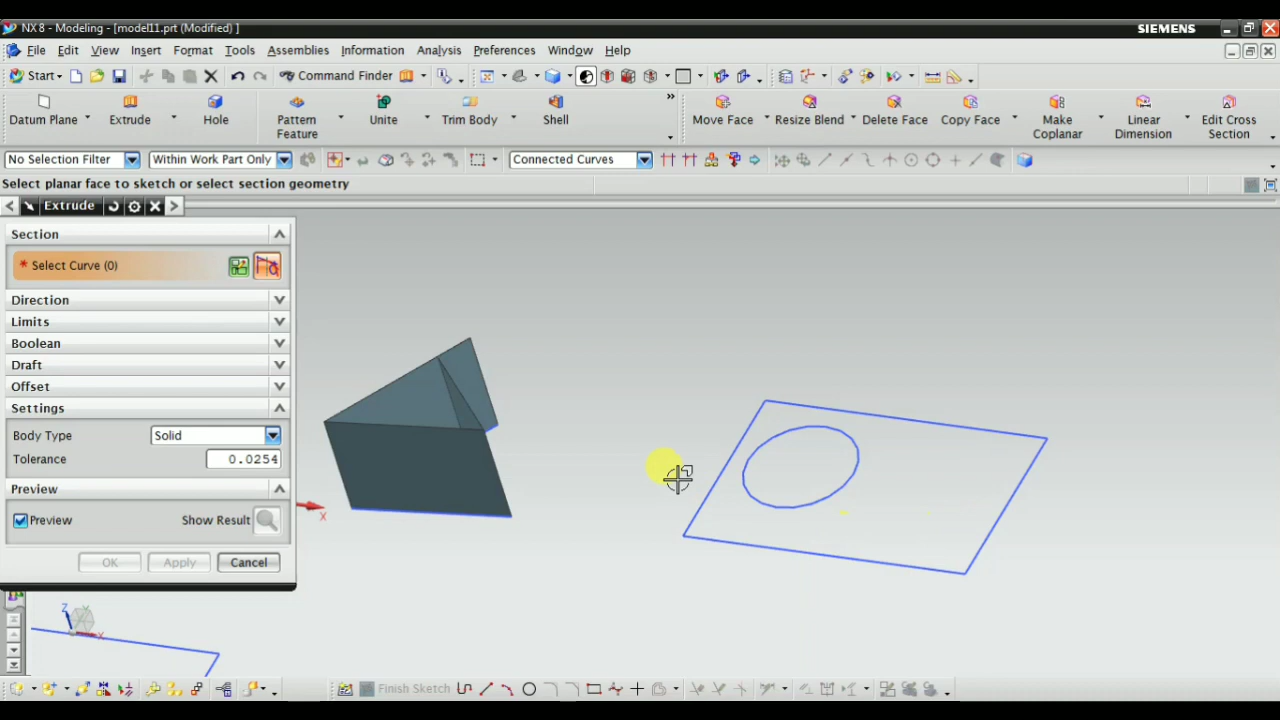 NX 8 - Modeling - [model11.prt (Modified) ]
SIEMENS
File Edit View Insert Format Tools Assemblies Information Analysis Preferences Window Help
Start Command Finder
Datum Plane Extrude Hole Pattern Feature Unite Trim Body Shell Move Face Resize Blend Delete Face Copy Face Make Coplanar Linear Dimension Edit Cross Section
No Selection Filter Within Work Part Only Connected Curves
Select planar face to sketch or select section geometry
Extrude
Section
* Select Curve (0)
Direction
Limits
Boolean
Draft
Offset
Settings
Body Type Solid
Tolerance 0.0254
Preview
Preview Show Result
OK Apply Cancel
X
Z Y X
Finish Sketch